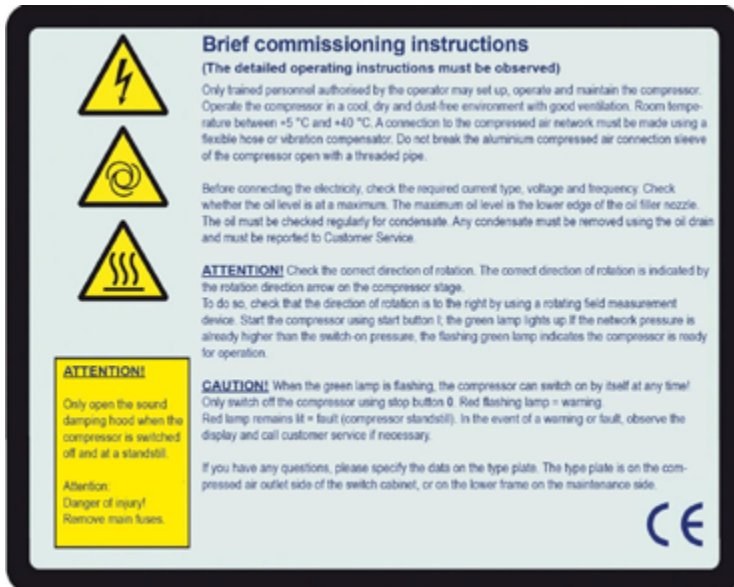 Brief commissioning instructions
(The detailed operating instructions must be observed)
Only trained personnel authorised by the operator may set up, operate and maintain the compressor.
Operate the compressor in a cool, dry and dust-free environment with good ventilation. Room tempe-
rature between +5 °C and +40 °C. A connection to the compressed air network must be made using a
flexible hose or vibration compensator. Do not break the aluminium compressed air connection sleeve
of the compressor open with a threaded pipe.
Before connecting the electricity, check the required current type, voltage and frequency. Check
whether the oil level is at a maximum. The maximum oil level is the lower edge of the oil filler nozzle.
The oil must be checked regularly for condensate. Any condensate must be removed using the oil drain
and must be reported to Customer Service.
ATTENTION! Check the correct direction of rotation. The correct direction of rotation is indicated by
the rotation direction arrow on the compressor stage.
To do so, check that the direction of rotation is to the right by using a rotating field measurement
device. Start the compressor using start button I; the green lamp lights up.If the network pressure is
already higher than the switch-on pressure, the flashing green lamp indicates the compressor is ready
for operation.
CAUTION! When the green lamp is flashing, the compressor can switch on by itself at any time!
Only switch off the compressor using stop button 0. Red flashing lamp = warning.
Red lamp remains lit = fault (compressor standstill). In the event of a warning or fault, observe the
display and call customer service if necessary.
If you have any questions, please specify the data on the type plate. The type plate is on the com-
pressed air outlet side of the switch cabinet, or on the lower frame on the maintenance side.
ATTENTION!
Only open the sound
damping hood when the
compressor is switched
off and at a standstill.
Attention:
Danger of injury!
Remove main fuses.
CE